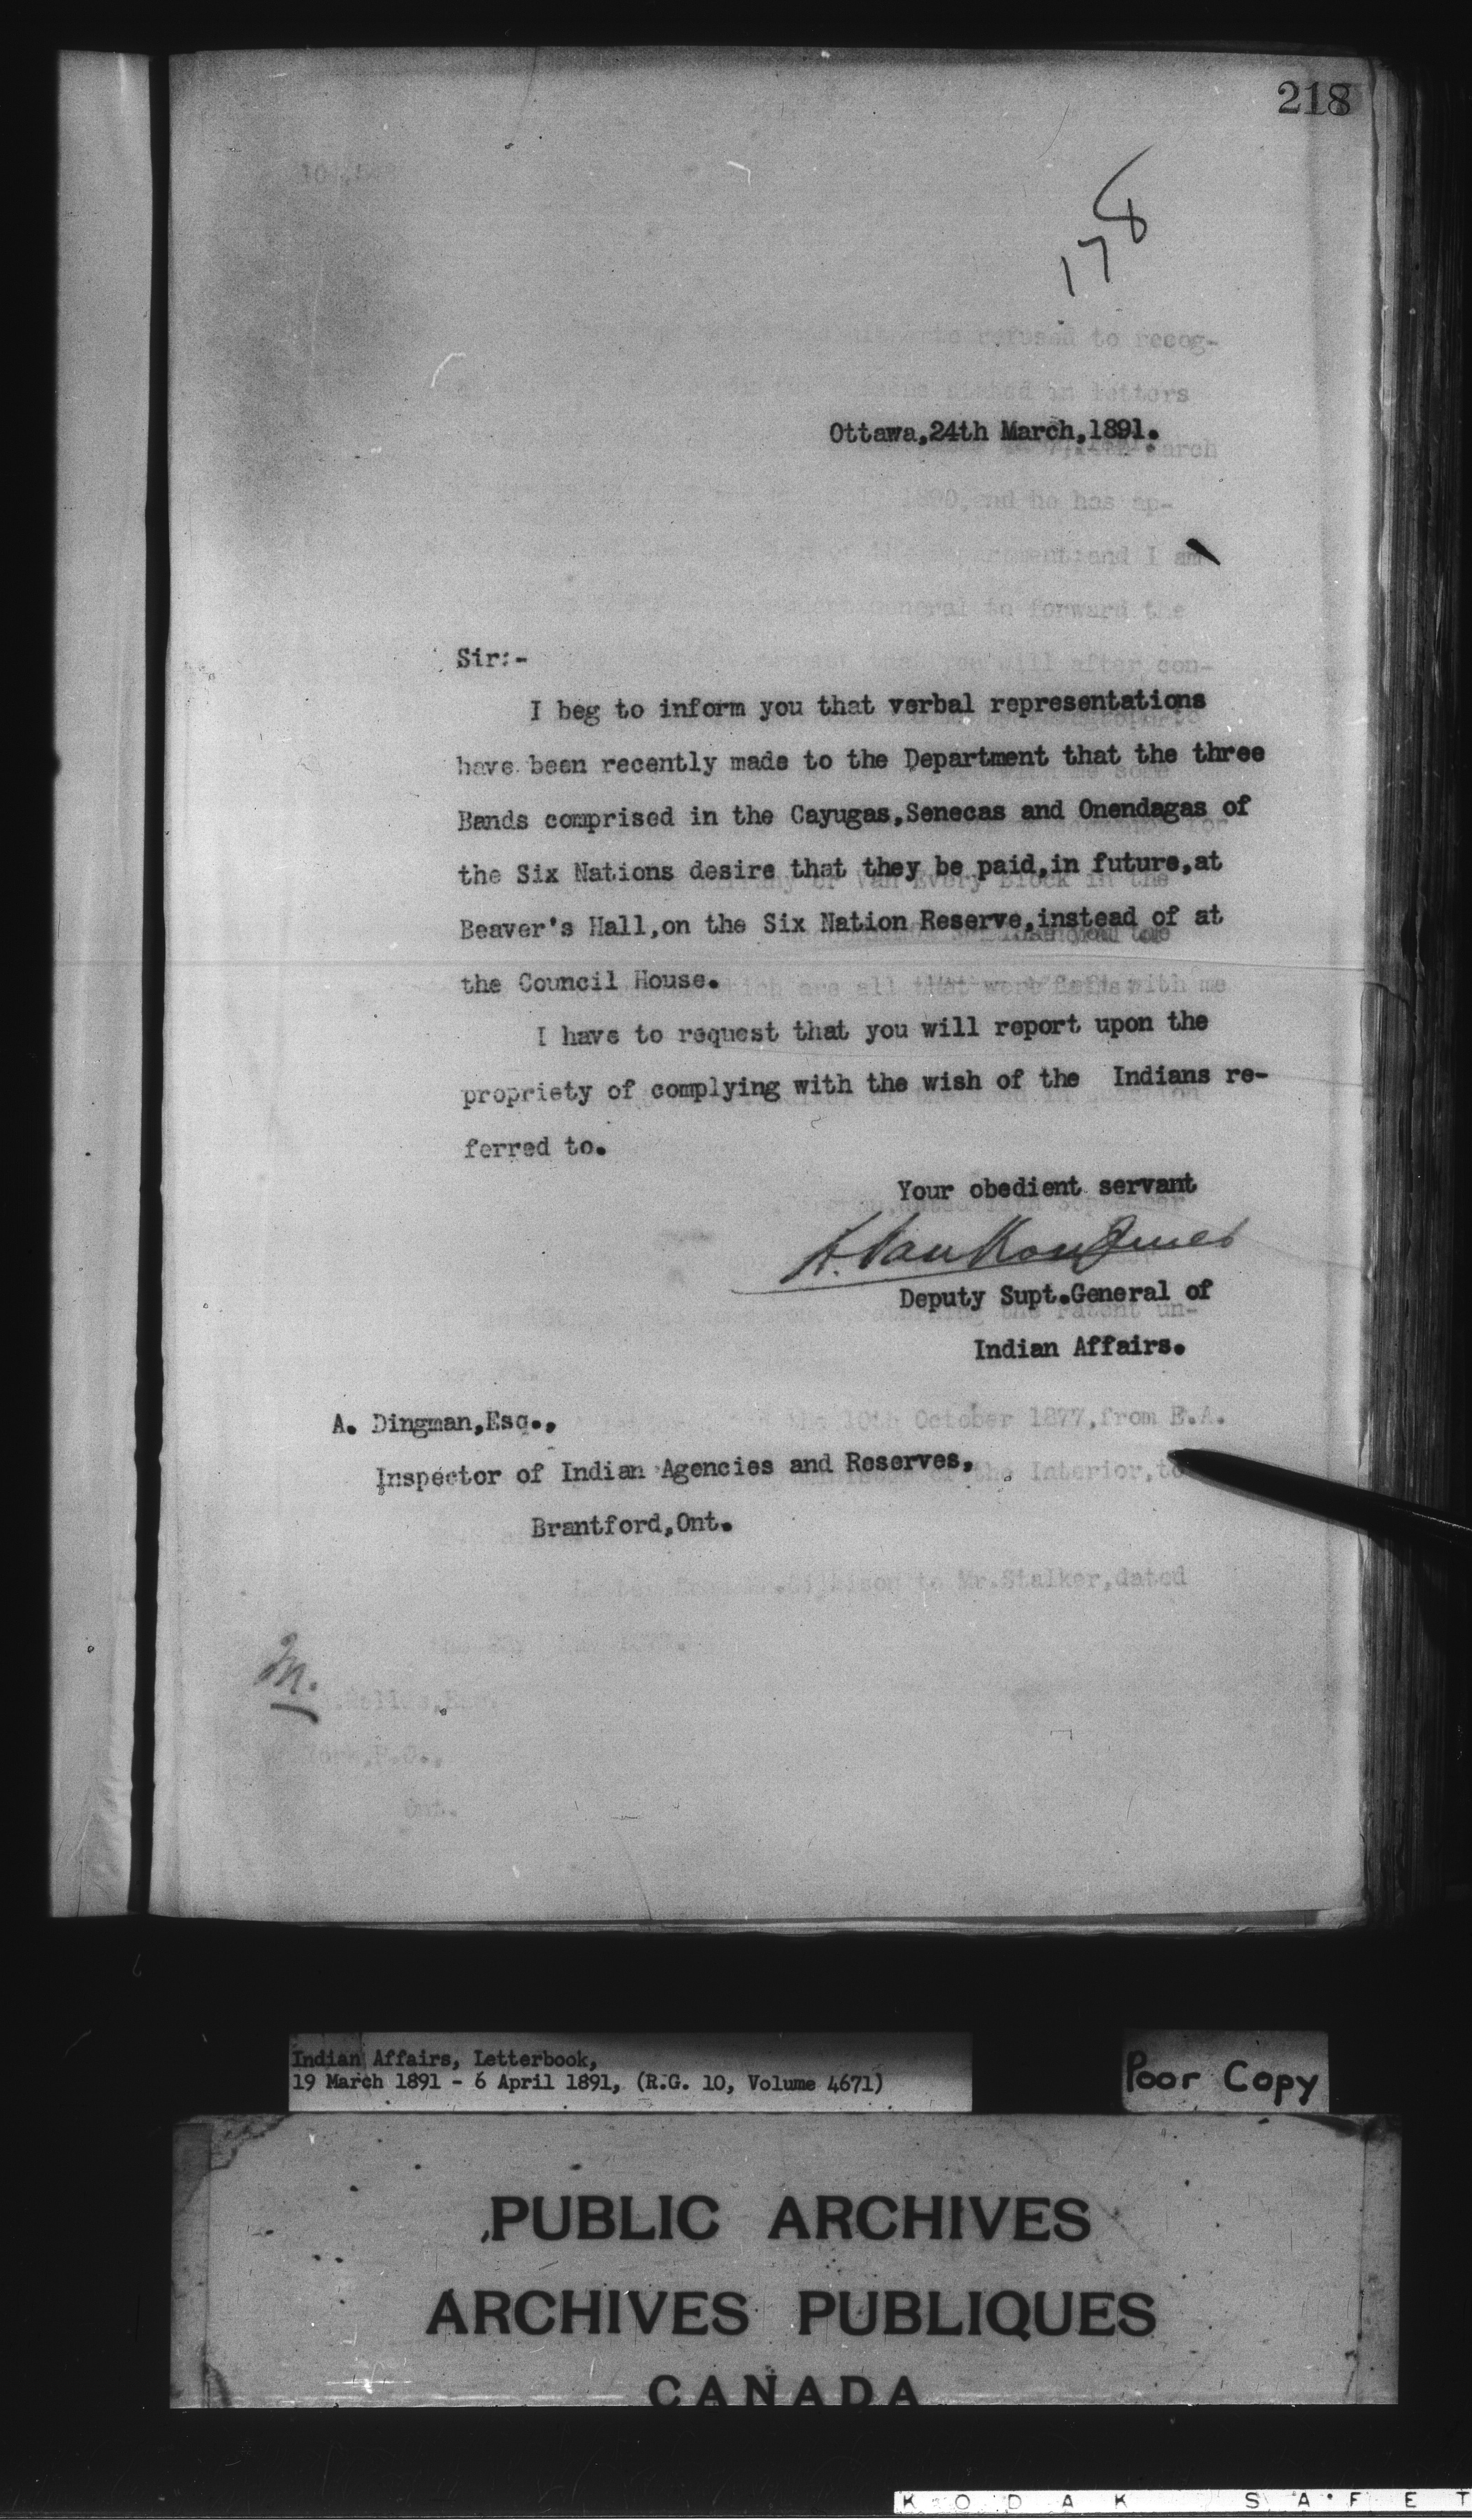 218
178
Ottawa,24th March,1891.
Sir:-
I beg to inform you that verbal representations
have been recently made to the Department that the three
Bands comprised in the Cayugas,Senecas and Onendagas of
the Six Nations desire that they be paid,in future,at
Beaver's Hall,on the Six Nation Reserve,instead of at
the Council House.
I have to request that you will report upon the
propriety of complying with the wish of the Indians re-
ferred to.
Your obedient servant
Deputy Supt.General of
Indian Affairs.
A. Dingman,Esq.,
Inspector of Indian Agencies and Reserves,
Brantford,Ont.
M.
Indian Affairs, Letterbook,
19 March 1891 - 6 April 1891, (R.G. 10, Volume 4671)
Poor Copy
PUBLIC ARCHIVES
ARCHIVES PUBLIQUES
CANADA
KODAK SAFET